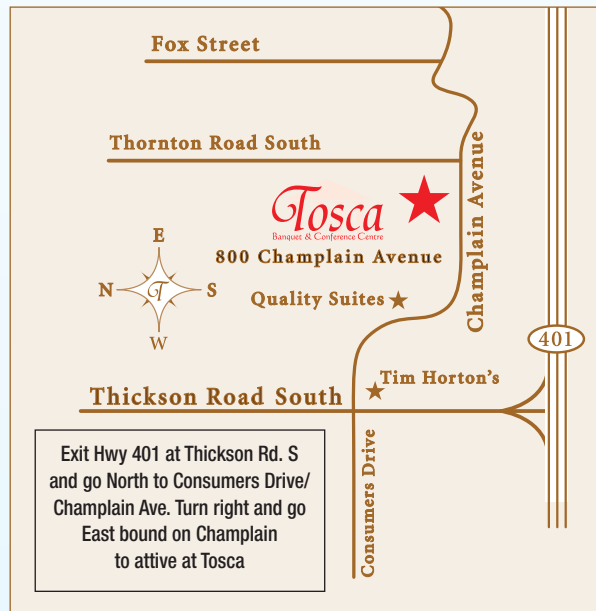 Fox Street
Thornton Road South
Champlain Avenue
Tosca
Banquet & Conference Centre
800 Champlain Avenue
E
N
T
S
W
Quality Suites
401
Tim Horton's
Thickson Road South
Consumers Drive
Exit Hwy 401 at Thickson Rd. S
and go North to Consumers Drive/
Champlain Ave. Turn right and go
East bound on Champlain
to attive at Tosca